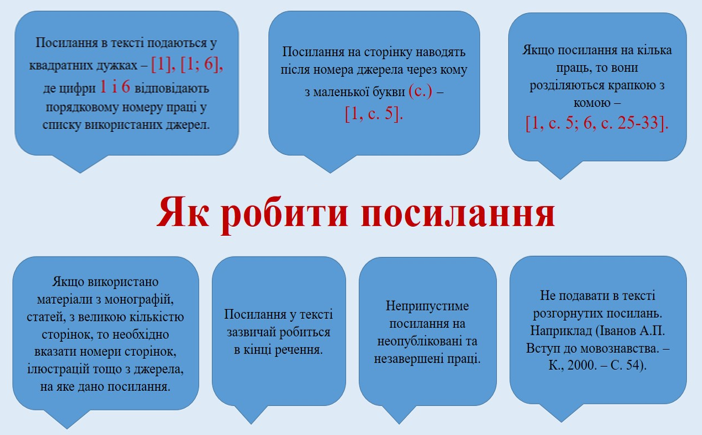 Посилання в тексті подаються у
квадратних дужках – [1], [1; 6],
де цифри 1 і 6 відповідають
порядковому номеру праці у
списку використаних джерел.
Посилання на сторінку наводять
після номера джерела через кому
з маленької букви (с.) –
[1, с. 5].
Якщо посилання на кілька
праць, то вони
розділяються крапкою з
комою –
[1, с. 5; 6, с. 25-33].
Як робити посилання
Якщо використано
матеріали з монографій,
статей, з великою кількістю
сторінок, то необхідно
вказати номери сторінок,
ілюстрацій тощо з джерела,
на яке дано посилання.
Посилання у тексті
зазвичай робиться
в кінці речення.
Неприпустиме
посилання на
неопубліковані та
незавершені праці.
Не подавати в тексті
розгорнутих посилань.
Наприклад (Іванов А.П.
Вступ до мовознавства. –
К., 2000. – С. 54).